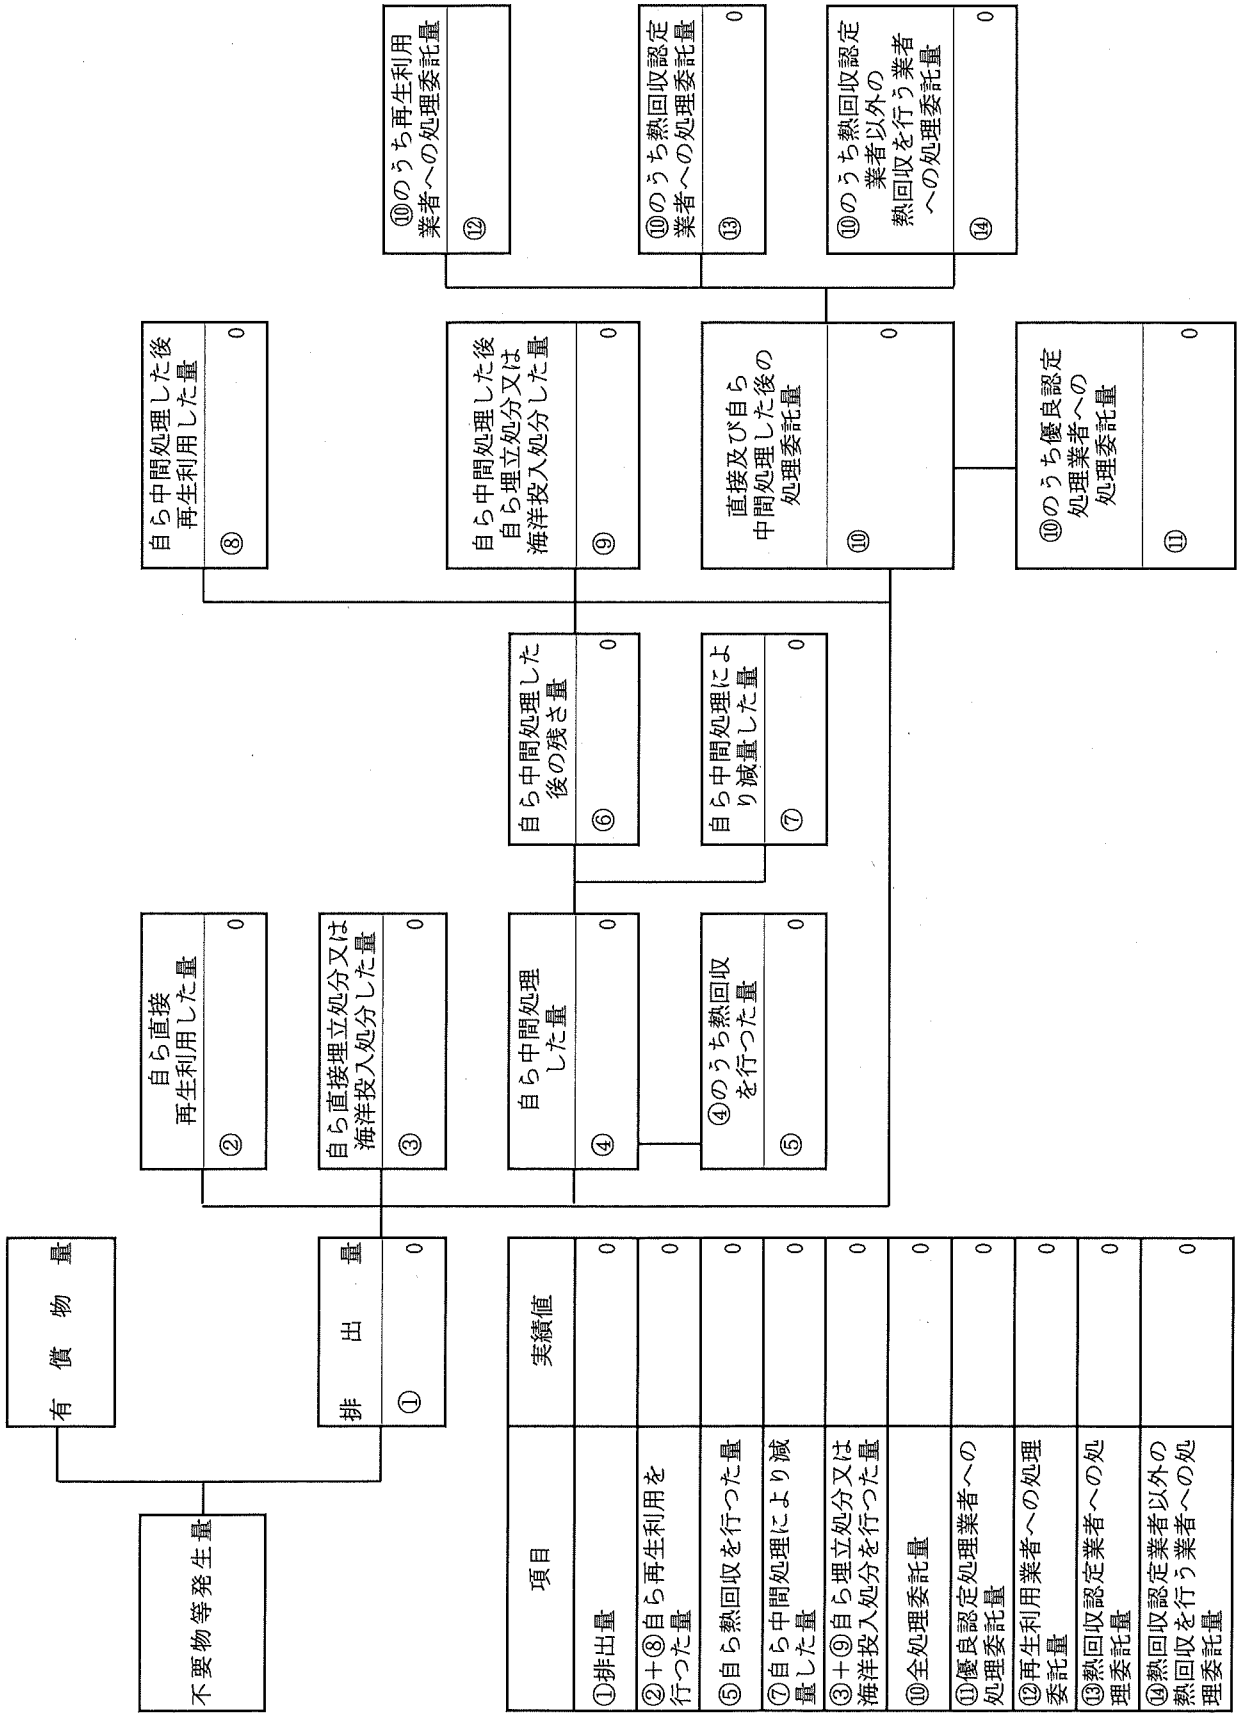 不要物等発生量
有償物量
排出量
① 0
自ら直接
再生利用した量
② 0
自ら直接埋立処分又は
海洋投入処分した量
③ 0
自ら中間処理
した量
④ 0
④のうち熱回収
を行つた量
⑤ 0
自ら中間処理した
後の残さ量
⑥ 0
自ら中間処理によ
り減量した量
⑦ 0
自ら中間処理した後
再生利用した量
⑧ 0
自ら中間処理した後
自ら埋立処分又は
海洋投入処分した量
⑨ 0
直接及び自ら
中間処理した後の
処理委託量
⑩ 0
⑩のうち優良認定
処理業者への
処理委託量
⑪ 0
⑩のうち再生利用
業者への処理委託量
⑫
⑩のうち熱回収認定
業者への処理委託量
⑬ 0
⑩のうち熱回収認定
業者以外の
熱回収を行う業者
への処理委託量
⑭ 0
項目 実績値
①排出量 0
②+⑧自ら再生利用を
行つた量 0
⑤自ら熱回収を行つた量 0
⑦自ら中間処理により減
量した量 0
③+⑨自ら埋立処分又は
海洋投入処分を行つた量 0
⑩全処理委託量 0
⑪優良認定処理業者への
処理委託量 0
⑫再生利用業者への処理
委託量 0
⑬熱回収認定業者への処
理委託量 0
⑭熱回収認定業者以外の
熱回収を行う業者への処
理委託量 0